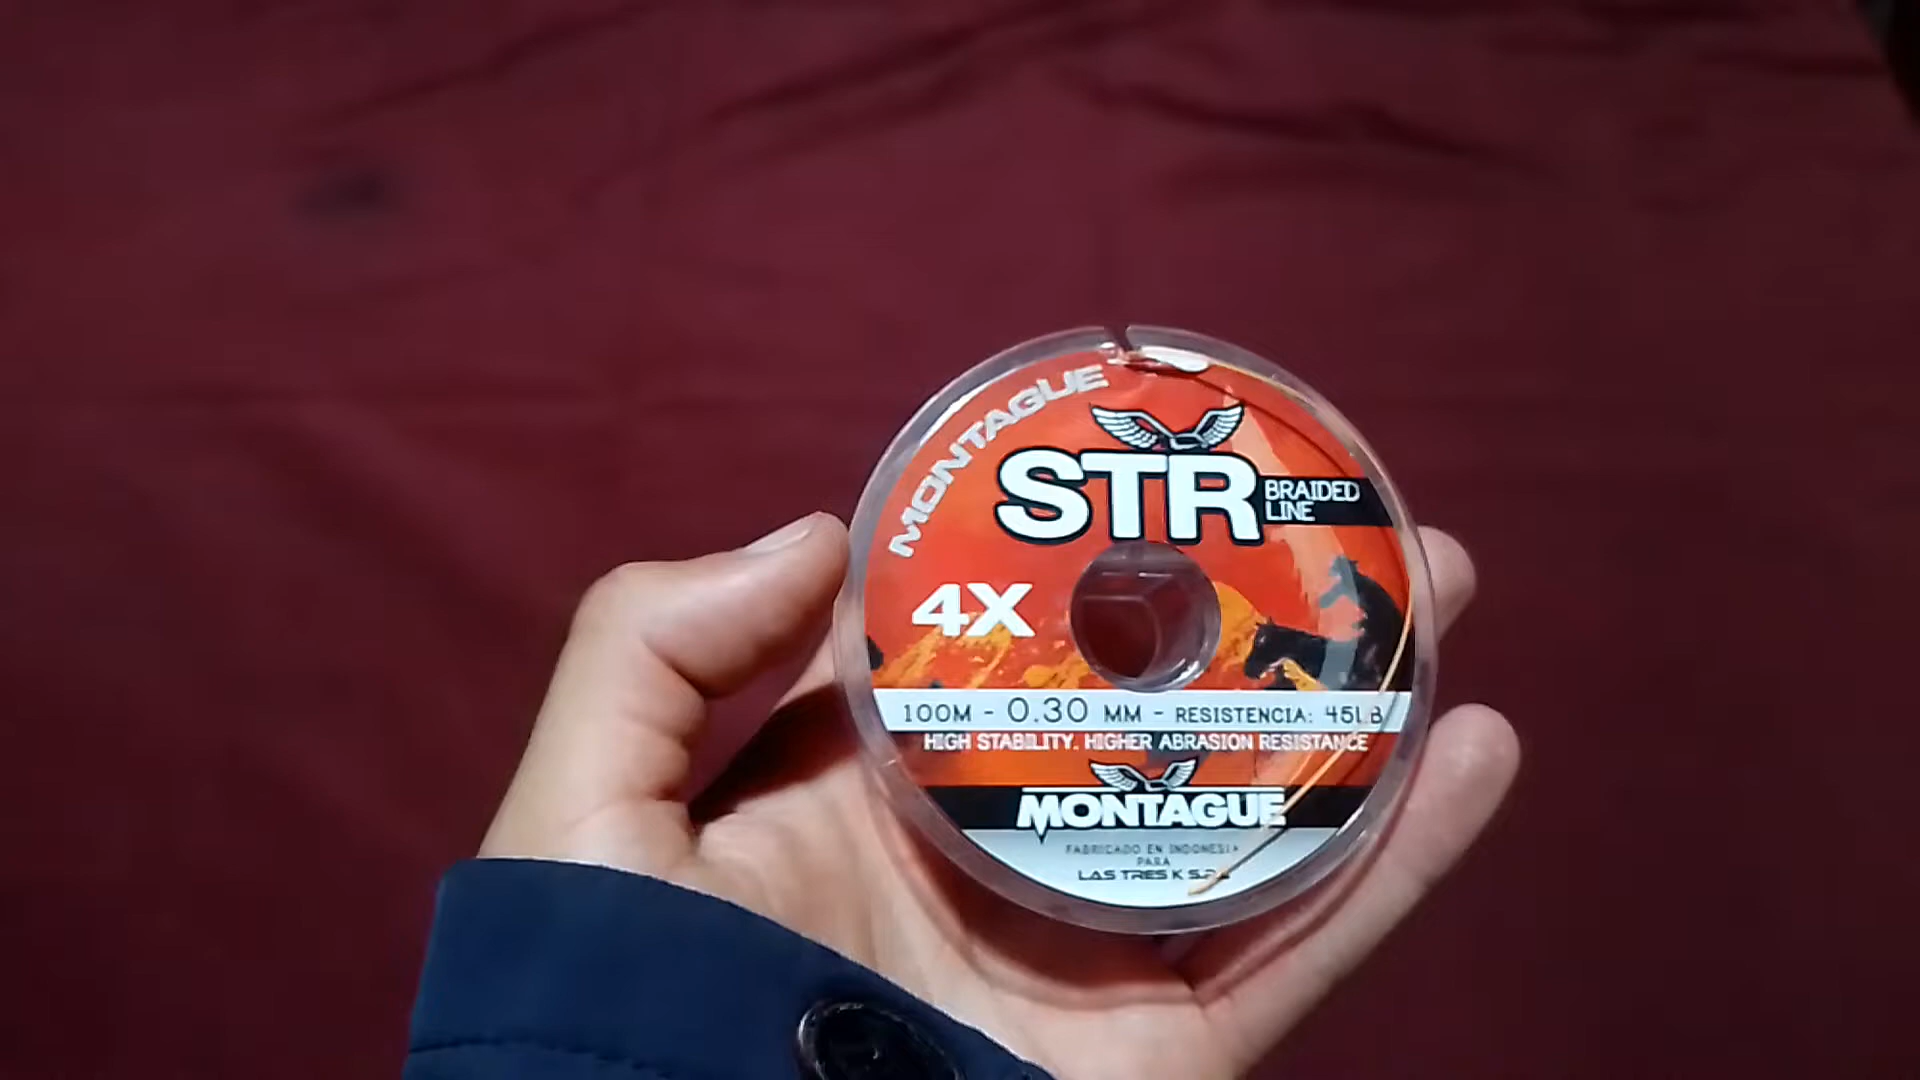 MONTAGUE
STR
BRAIDED
LINE
4X
100M - 0.30 MM - RESISTENCIA: 45LB
HIGH STABILITY. HIGHER ABRASION RESISTANCE
MONTAGUE
FABRICADO EN INDONESIA
PARA
LAS TRES K